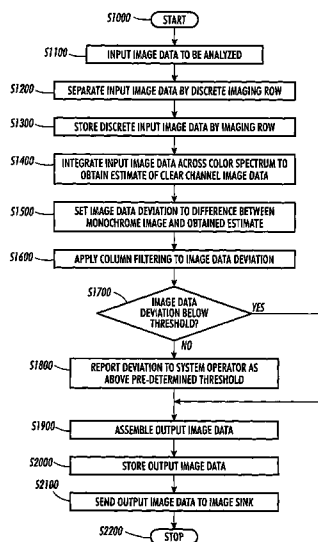 S1000
START
S1100
INPUT IMAGE DATA TO BE ANALYZED
S1200
SEPARATE INPUT IMAGE DATA BY DISCRETE IMAGING ROW
S1300
STORE DISCRETE INPUT IMAGE DATA BY IMAGING ROW
S1400
INTEGRATE INPUT IMAGE DATA ACROSS COLOR SPECTRUM TO
OBTAIN ESTIMATE OF CLEAR CHANNEL IMAGE DATA
S1500
SET IMAGE DATA DEVIATION TO DIFFERENCE BETWEEN
MONOCHROME IMAGE AND OBTAINED ESTIMATE
S1600
APPLY COLUMN FILTERING TO IMAGE DATA DEVIATION
S1700
IMAGE DATA
DEVIATION BELOW
THRESHOLD?
YES
NO
S1800
REPORT DEVIATION TO SYSTEM OPERATOR AS
ABOVE PRE-DETERMINED THRESHOLD
S1900
ASSEMBLE OUTPUT IMAGE DATA
S2000
STORE OUTPUT IMAGE DATA
S2100
SEND OUTPUT IMAGE DATA TO IMAGE SINK
S2200
STOP